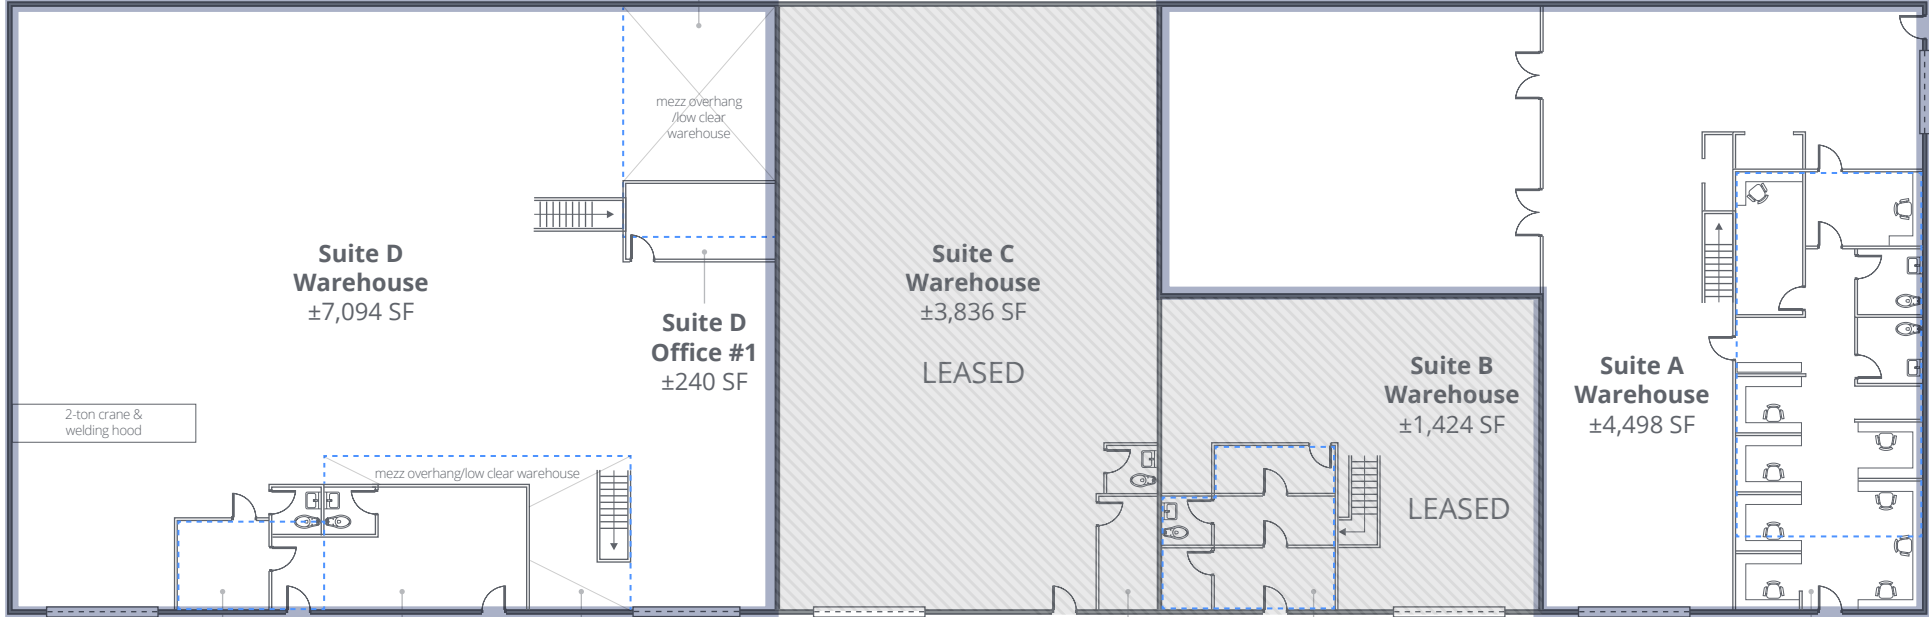 mezz overhang
/low clear
warehouse
Suite D
Warehouse
±7,094 SF
Suite D
Office #1
±240 SF
2-ton crane &
welding hood
mezz overhang/low clear warehouse
Suite C
Warehouse
±3,836 SF
LEASED
Suite B
Warehouse
±1,424 SF
LEASED
Suite A
Warehouse
±4,498 SF